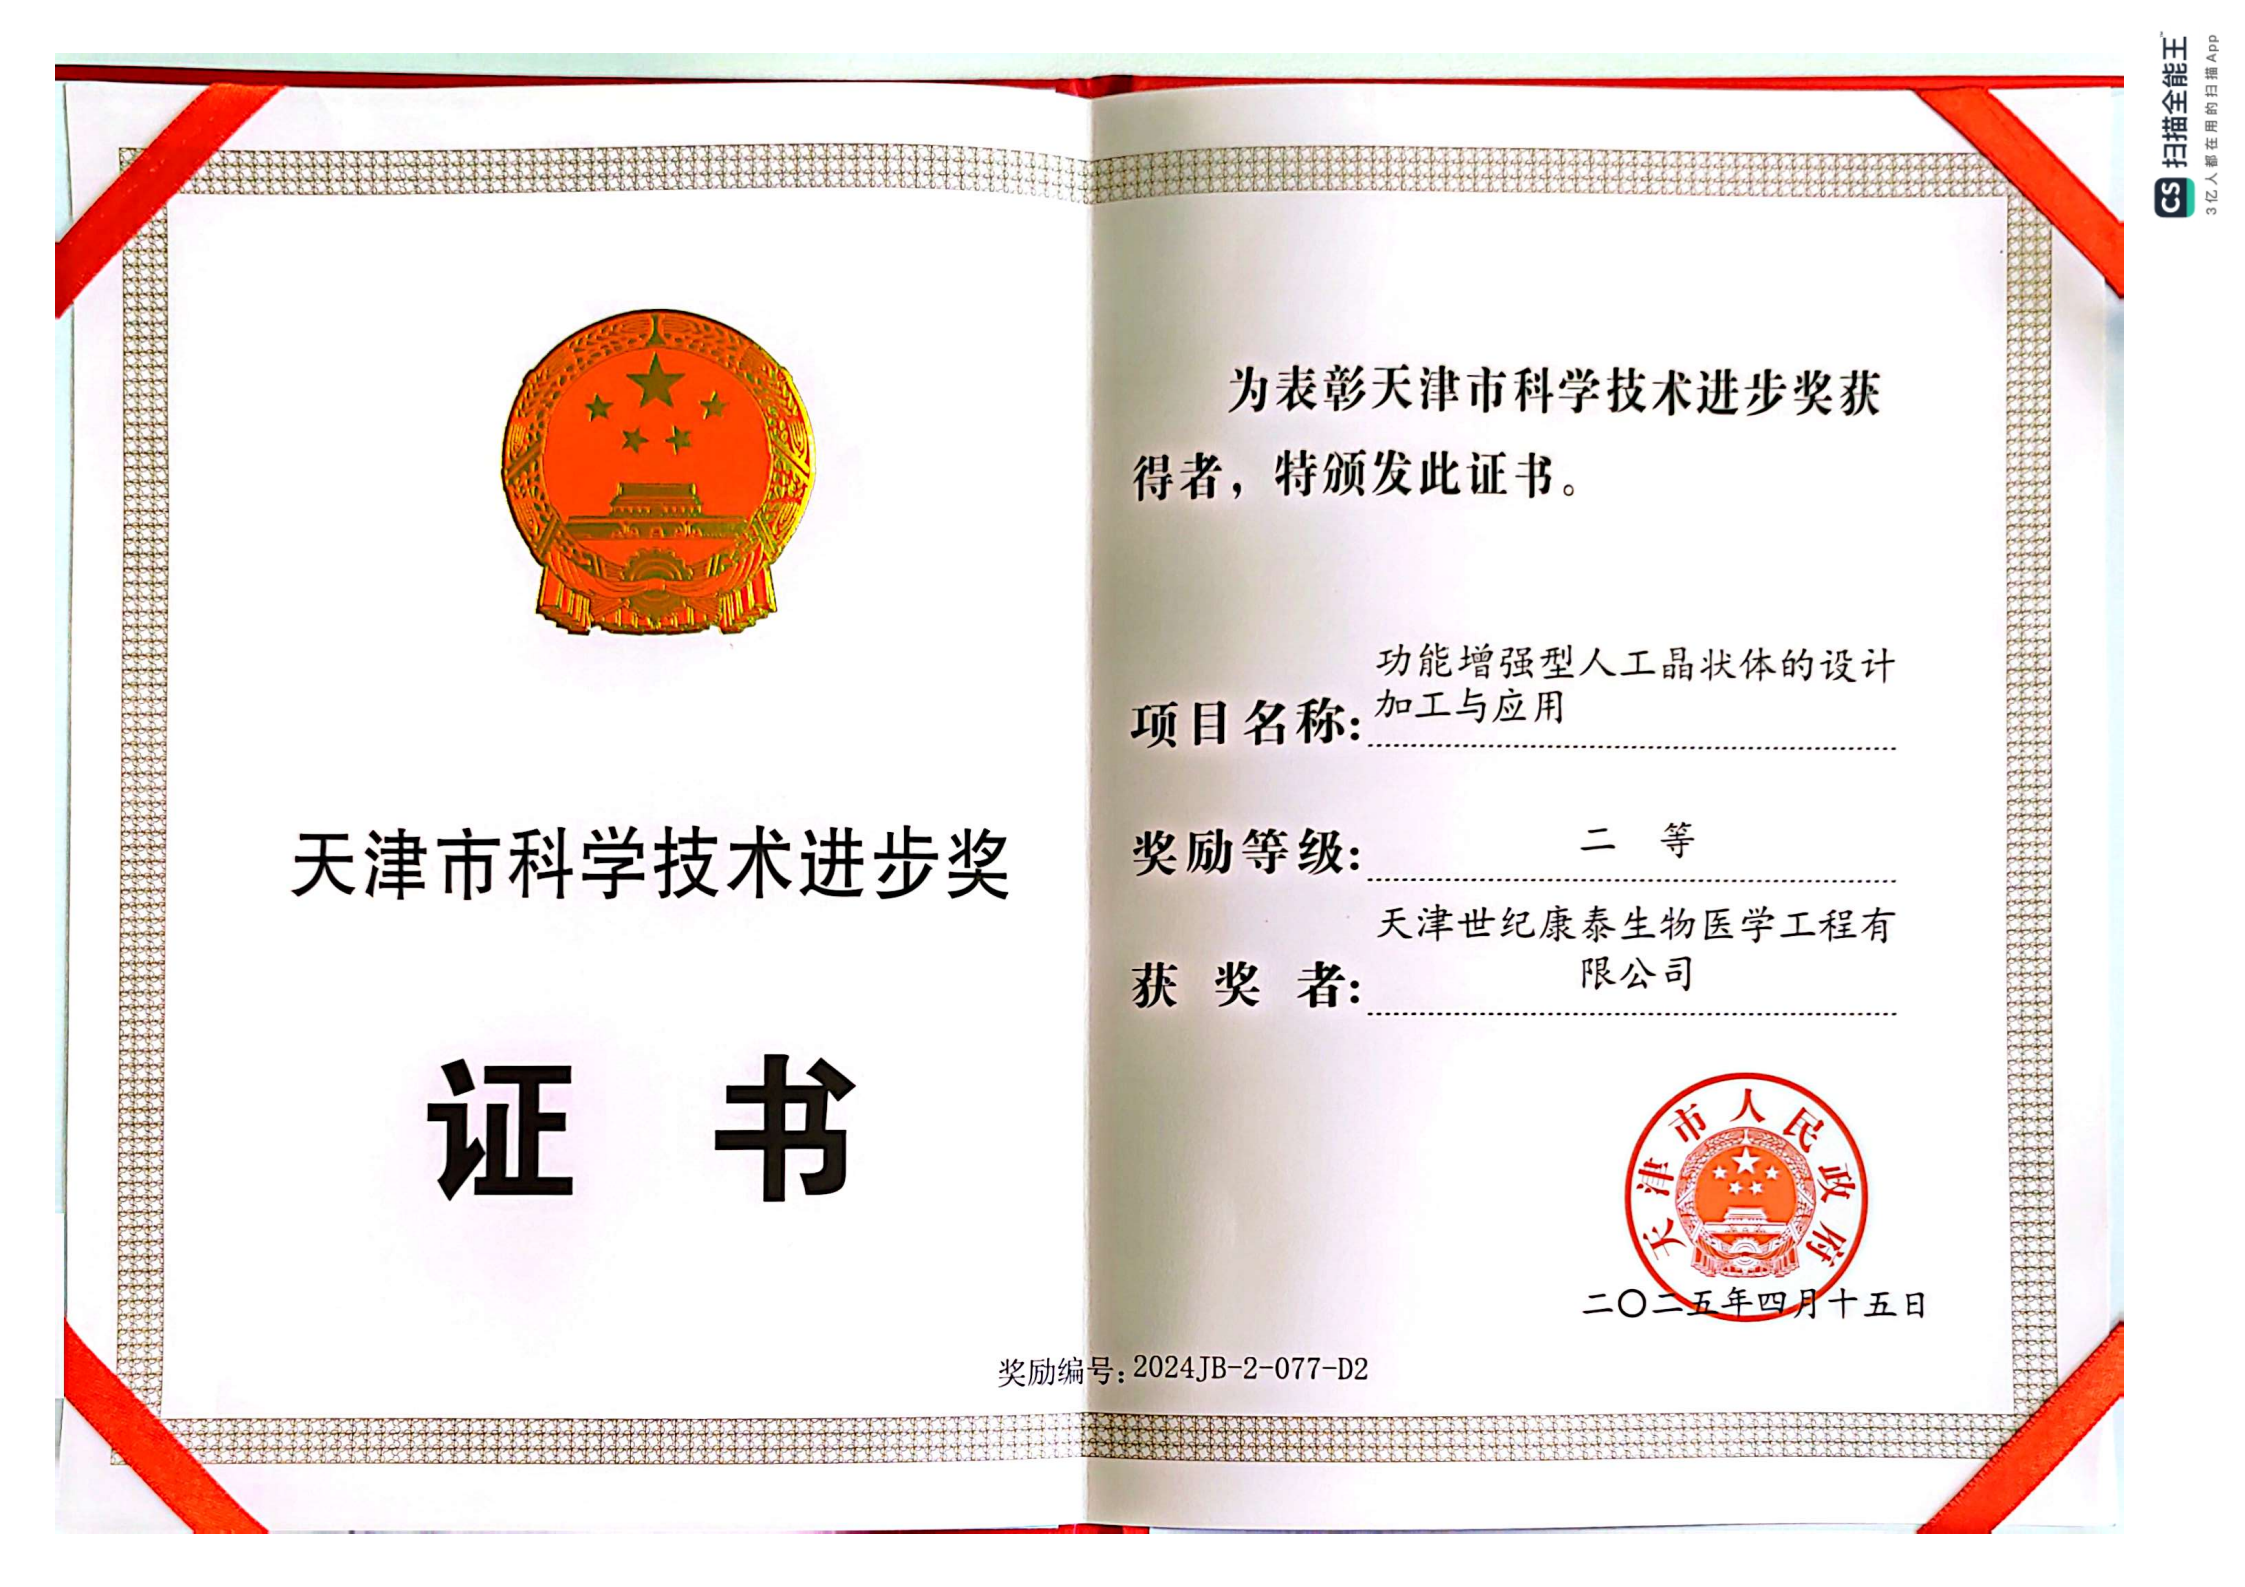 天津市科学技术进步奖
证 书
为表彰天津市科学技术进步奖获
得者，特颁发此证书。
项目名称：功能增强型人工晶状体的设计
加工与应用
奖励等级：二 等
获 奖 者：天津世纪康泰生物医学工程有
限公司
天津市人民政府
二〇二五年四月十五日
奖励编号：2024JB-2-077-D2
CS 扫描全能王™
3亿人都在用的扫描App